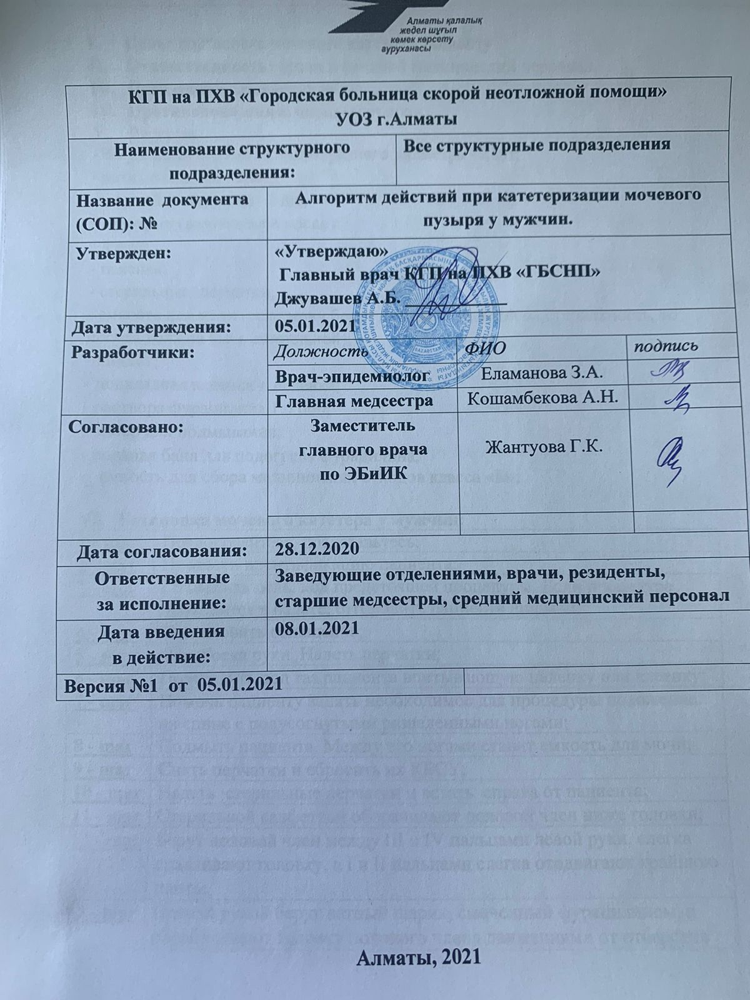 Алматы қалалық
жедел шұғыл
көмек көрсету
ауруханасы
КГП на ПХВ «Городская больница скорой неотложной помощи»
УОЗ г.Алматы
Наименование структурного
подразделения:
Все структурные подразделения
Название документа
(СОП): №
Алгоритм действий при катетеризации мочевого
пузыря у мужчин.
Утвержден:
«Утверждаю»
Главный врач КГП на ПХВ «ГБСНП»
Джувашев А.Б.
Дата утверждения:
05.01.2021
Разработчики:
Должность ФИО подпись
Врач-эпидемиолог Еламанова З.А.
Главная медсестра Кошамбекова А.Н.
Согласовано:
Заместитель
главного врача
по ЭБиИК
Жантуова Г.К.
Дата согласования:
28.12.2020
Ответственные
за исполнение:
Заведующие отделениями, врачи, резиденты,
старшие медсестры, средний медицинский персонал
Дата введения
в действие:
08.01.2021
Версия №1 от 05.01.2021
Алматы, 2021